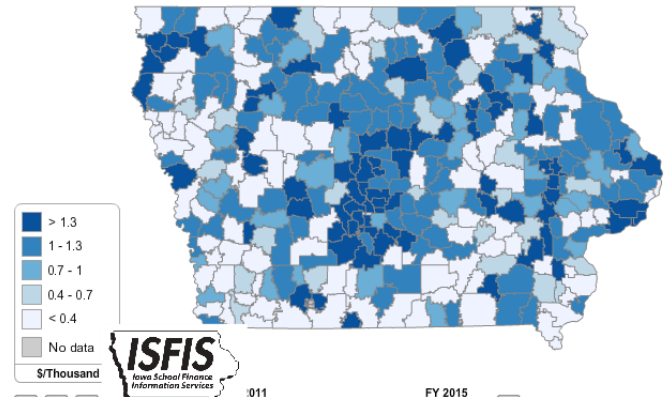 > 1.3
1 - 1.3
0.7 - 1
0.4 - 0.7
< 0.4
No data
$/Thousand
ISFIS
Iowa School Finance
Information Services
2011
FY 2015